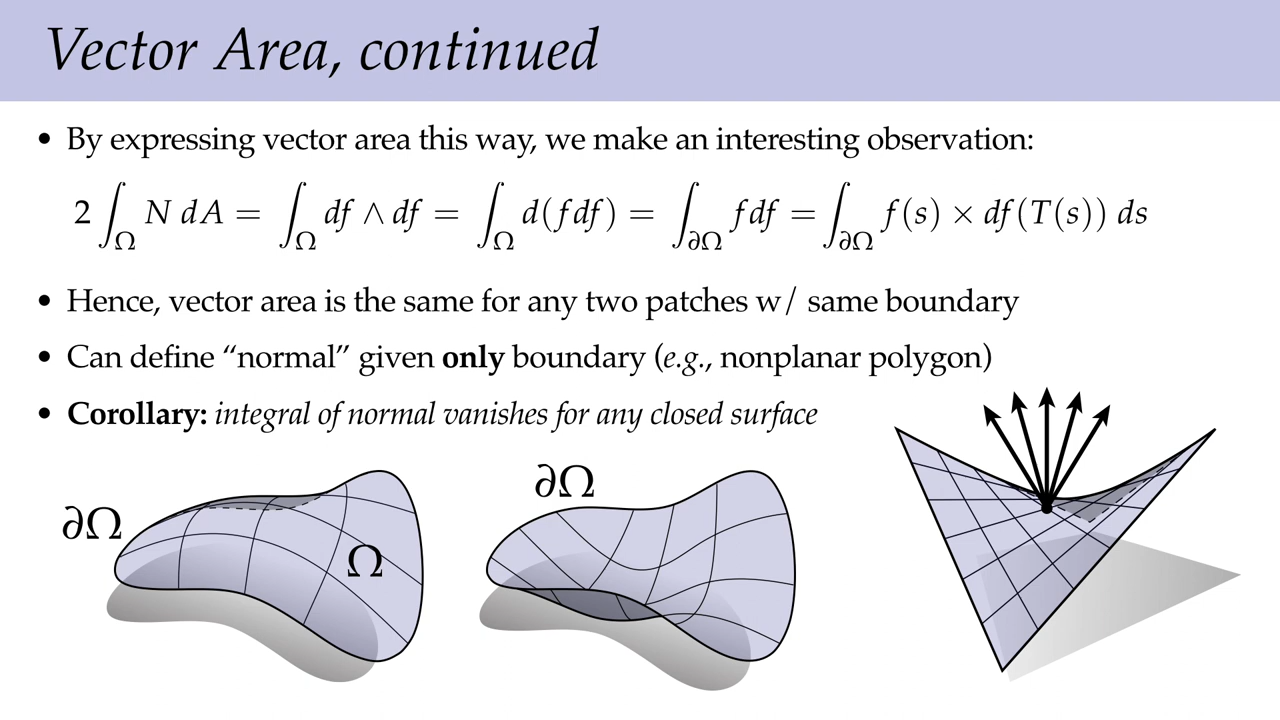 Vector Area, continued
• By expressing vector area this way, we make an interesting observation:
2 ∫_Ω N dA = ∫_Ω df ∧ df = ∫_Ω d(fdf) = ∫_∂Ω fdf = ∫_∂Ω f(s) × df(T(s)) ds
• Hence, vector area is the same for any two patches w/ same boundary
• Can define “normal” given only boundary (e.g., nonplanar polygon)
• Corollary: integral of normal vanishes for any closed surface
∂Ω
Ω
∂Ω